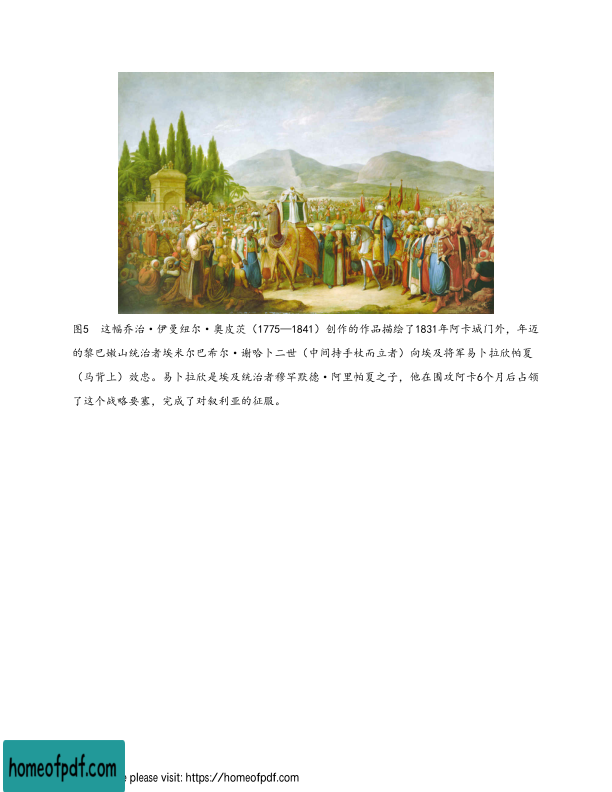 图5 这幅乔治·伊曼纽尔·奥皮茨（1775—1841）创作的作品描绘了1831年阿卡城门外，年迈
的黎巴嫩山统治者埃米尔巴希尔·谢哈卜二世（中间持手杖而立者）向埃及将军易卜拉欣帕夏
（马背上）效忠。易卜拉欣是埃及统治者穆罕默德·阿里帕夏之子，他在围攻阿卡6个月后占领
了这个战略要塞，完成了对叙利亚的征服。
homeofpdf.com
e please visit: https://homeofpdf.com